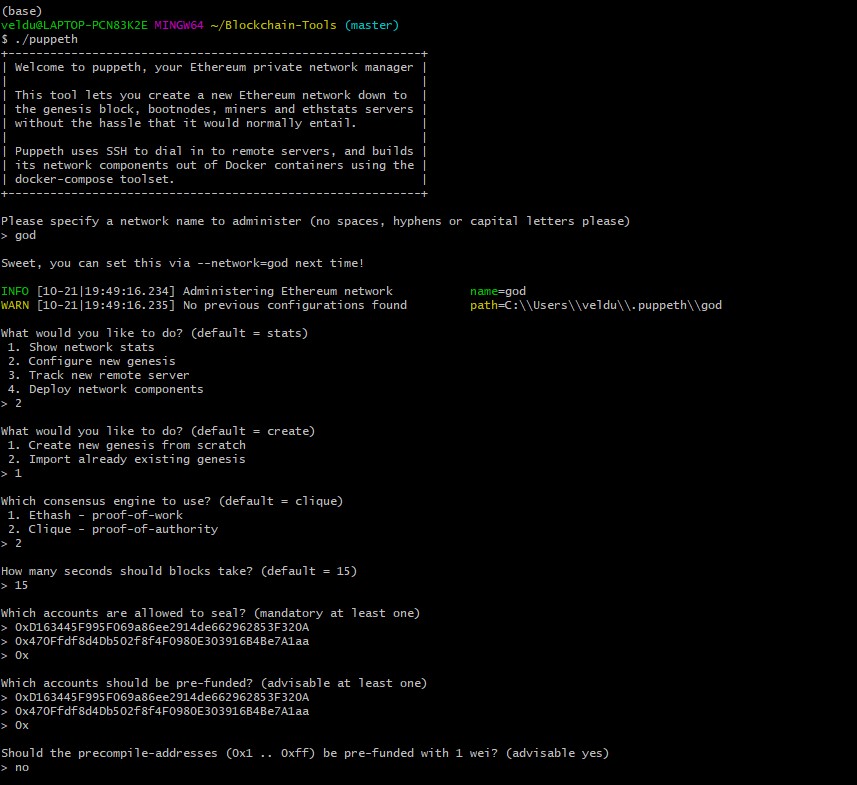 (base)
veldu@LAPTOP-PCN83K2E MINGW64 ~/Blockchain-Tools (master)
$ ./puppeth
+-----------------------------------------------------------+
| Welcome to puppeth, your Ethereum private network manager |
|                                                           |
| This tool lets you create a new Ethereum network down to  |
| the genesis block, bootnodes, miners and ethstats servers |
| without the hassle that it would normally entail.         |
|                                                           |
| Puppeth uses SSH to dial in to remote servers, and builds |
| its network components out of Docker containers using the |
| docker-compose toolset.                                   |
+-----------------------------------------------------------+
Please specify a network name to administer (no spaces, hyphens or capital letters please)
> god
Sweet, you can set this via --network=god next time!
INFO [10-21|19:49:16.234] Administering Ethereum network           name=god
WARN [10-21|19:49:16.235] No previous configurations found         path=C:\\Users\\veldu\\.puppeth\\god
What would you like to do? (default = stats)
 1. Show network stats
 2. Configure new genesis
 3. Track new remote server
 4. Deploy network components
> 2
What would you like to do? (default = create)
 1. Create new genesis from scratch
 2. Import already existing genesis
> 1
Which consensus engine to use? (default = clique)
 1. Ethash - proof-of-work
 2. Clique - proof-of-authority
> 2
How many seconds should blocks take? (default = 15)
> 15
Which accounts are allowed to seal? (mandatory at least one)
> 0xD163445F995F069a86ee2914de662962853F320A
> 0x470Ffdf8d4Db502f8f4F0980E303916B4Be7A1aa
> 0x
Which accounts should be pre-funded? (advisable at least one)
> 0xD163445F995F069a86ee2914de662962853F320A
> 0x470Ffdf8d4Db502f8f4F0980E303916B4Be7A1aa
> 0x
Should the precompile-addresses (0x1 .. 0xff) be pre-funded with 1 wei? (advisable yes)
> no